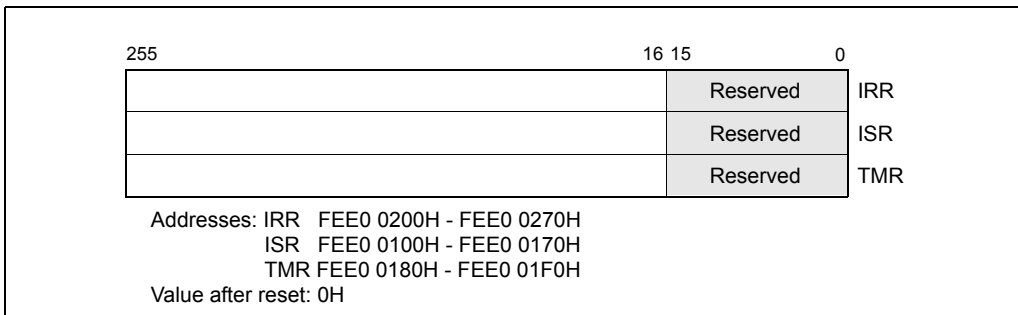 255 16 15 0
Reserved IRR
Reserved ISR
Reserved TMR
Addresses: IRR FEE0 0200H - FEE0 0270H
ISR FEE0 0100H - FEE0 0170H
TMR FEE0 0180H - FEE0 01F0H
Value after reset: 0H